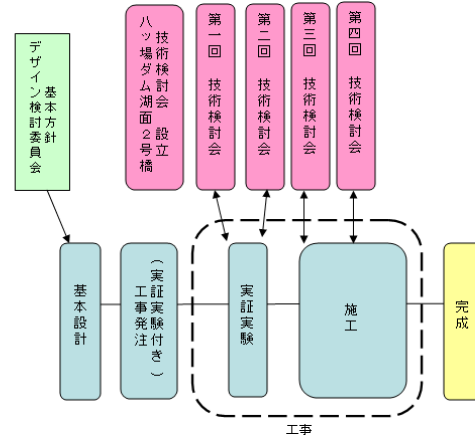 デザイン検討委員会
基本方針
八ッ場ダム湖面２号橋
技術検討会 設立
第一回 技術検討会
第二回 技術検討会
第三回 技術検討会
第四回 技術検討会
基本設計
(実証実験付き)
工事発注
実証実験
施工
完成
工事